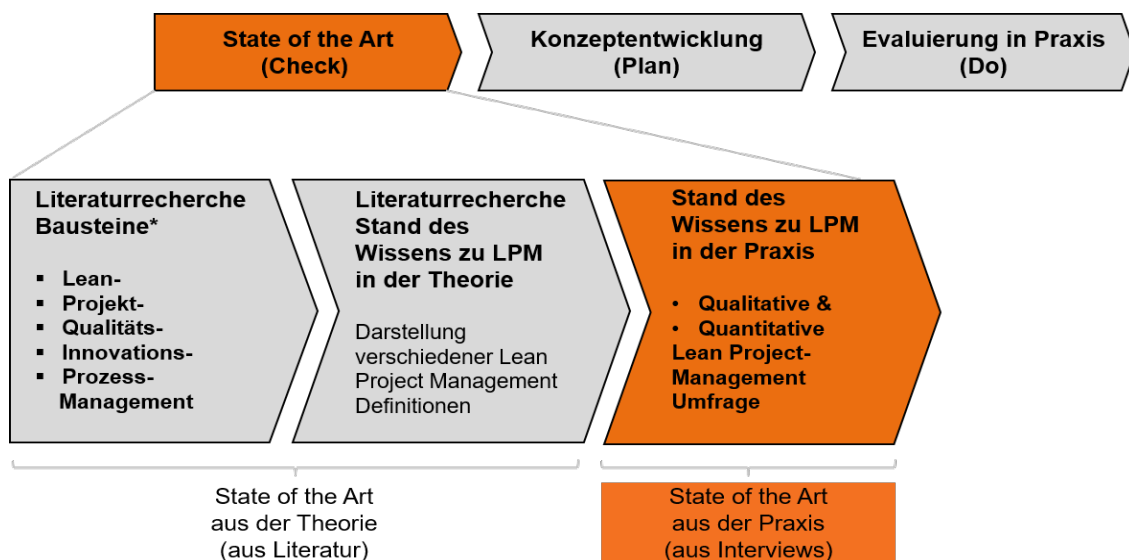 State of the Art
(Check)
Konzeptentwicklung
(Plan)
Evaluierung in Praxis
(Do)
Literaturrecherche
Bausteine*
▪ Lean-
▪ Projekt-
▪ Qualitäts-
▪ Innovations-
▪ Prozess-
Management
Literaturrecherche
Stand des
Wissens zu LPM
in der Theorie
Darstellung
verschiedener Lean
Project Management
Definitionen
Stand des
Wissens zu LPM
in der Praxis
• Qualitative &
• Quantitative
Lean Project-
Management
Umfrage
State of the Art
aus der Theorie
(aus Literatur)
State of the Art
aus der Praxis
(aus Interviews)